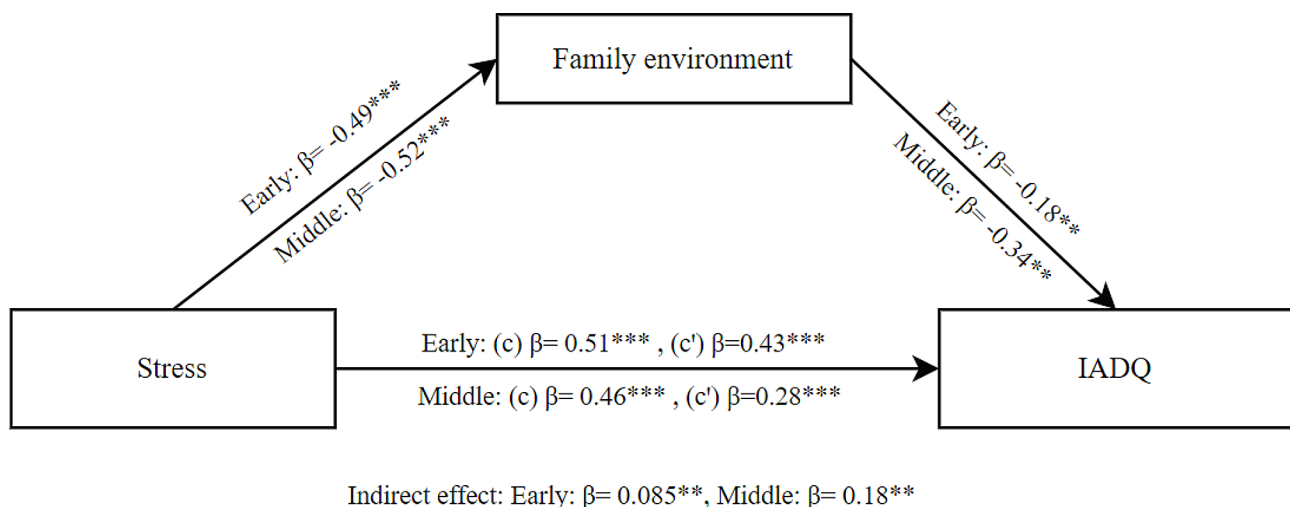 Family environment
Early: β= -0.49***
Middle: β= -0.52***
Early: β= -0.18**
Middle: β= -0.34**
Stress
Early: (c) β= 0.51*** , (c') β=0.43***
Middle: (c) β= 0.46*** , (c') β=0.28***
IADQ
Indirect effect: Early: β= 0.085**, Middle: β= 0.18**